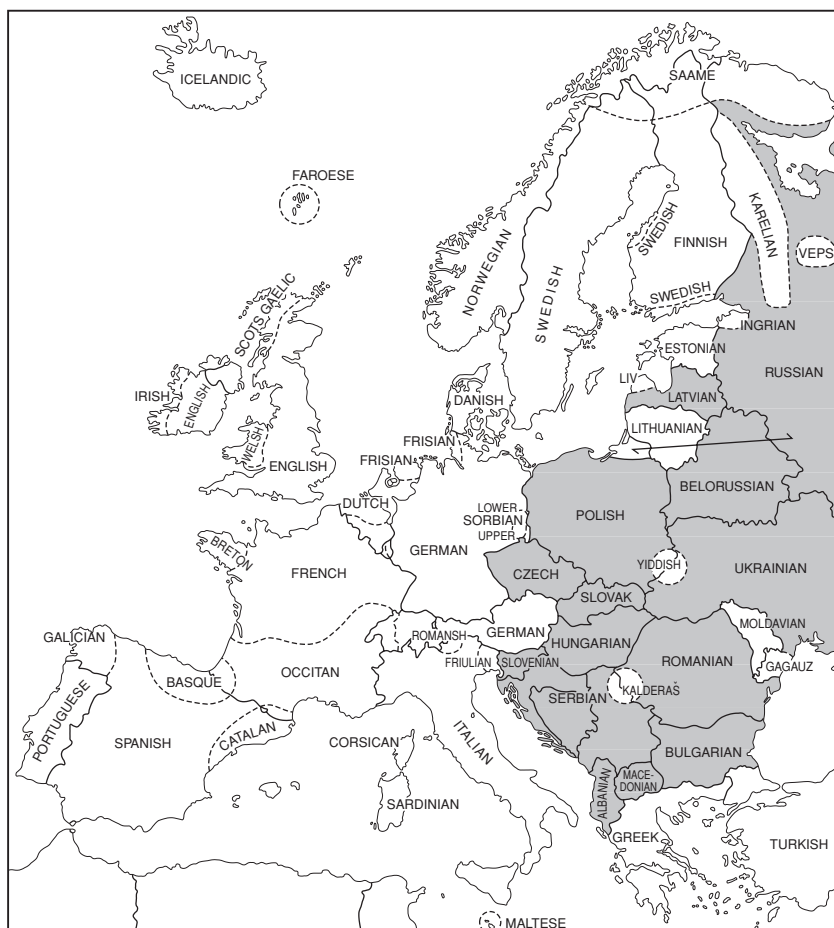 ICELANDIC
SAAME
FAROESE
KARELIAN
NORWEGIAN
SWEDISH
SWEDISH
FINNISH
VEPS
SWEDISH
SCOTS GAELIC
INGRIAN
ESTONIAN
RUSSIAN
LIV
LATVIAN
IRISH
ENGLISH
DANISH
LITHUANIAN
WELSH
ENGLISH
FRISIAN
FRISIAN
DUTCH
BELORUSSIAN
LOWER
SORBIAN
UPPER
POLISH
BRETON
GERMAN
FRENCH
CZECH
YIDDISH
UKRAINIAN
SLOVAK
MOLDAVIAN
GALICIAN
ROMANSH
GERMAN
HUNGARIAN
ROMANIAN
GAGAUZ
BASQUE
OCCITAN
FRIULIAN
SLOVENIAN
SERBIAN
KALDERAŠ
PORTUGUESE
SPANISH
CATALAN
CORSICAN
ITALIAN
BULGARIAN
SARDINIAN
ALBANIAN
MACE-
DONIAN
GREEK
TURKISH
MALTESE